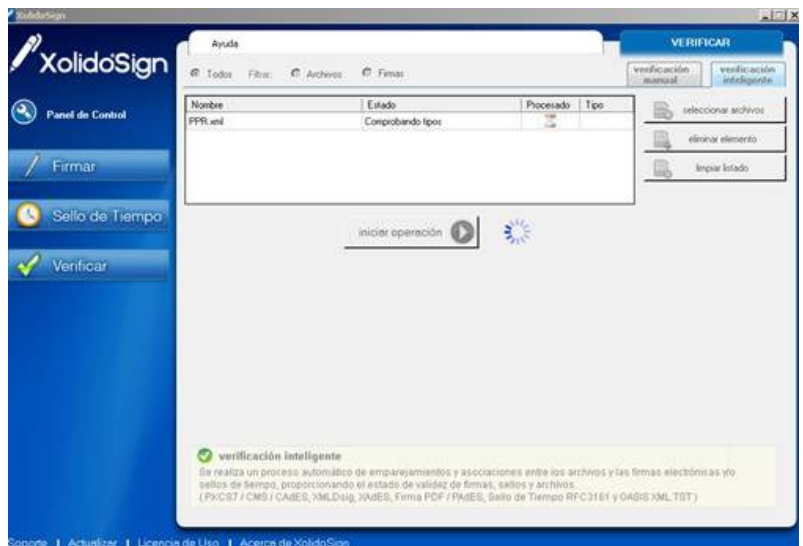 XolidoSign
XolidoSign
Panel de Control
Firmar
Sello de Tiempo
Verificar
Ayuda
VERIFICAR
Todos Filtrar: Archivos Firmas
verificación manual
verificación inteligente
Nombre Estado Procesado Tipo
PPR.xml Comprobando tipos
seleccionar archivos
eliminar elemento
limpiar listado
iniciar operación
verificación inteligente
Se realiza un proceso automático de emparejamientos y asociaciones entre los archivos y las firmas electrónicas y/o
sellos de tiempo, proporcionando el estado de validez de firmas, sellos y archivos.
( PKCS7 / CMS / CAdES, XMLDsig, XAdES, Firma PDF / PAdES, Sello de Tiempo RFC3161 y OASIS XML TST )
Soporte | Actualizar | Licencia de Uso | Acerca de XolidoSign